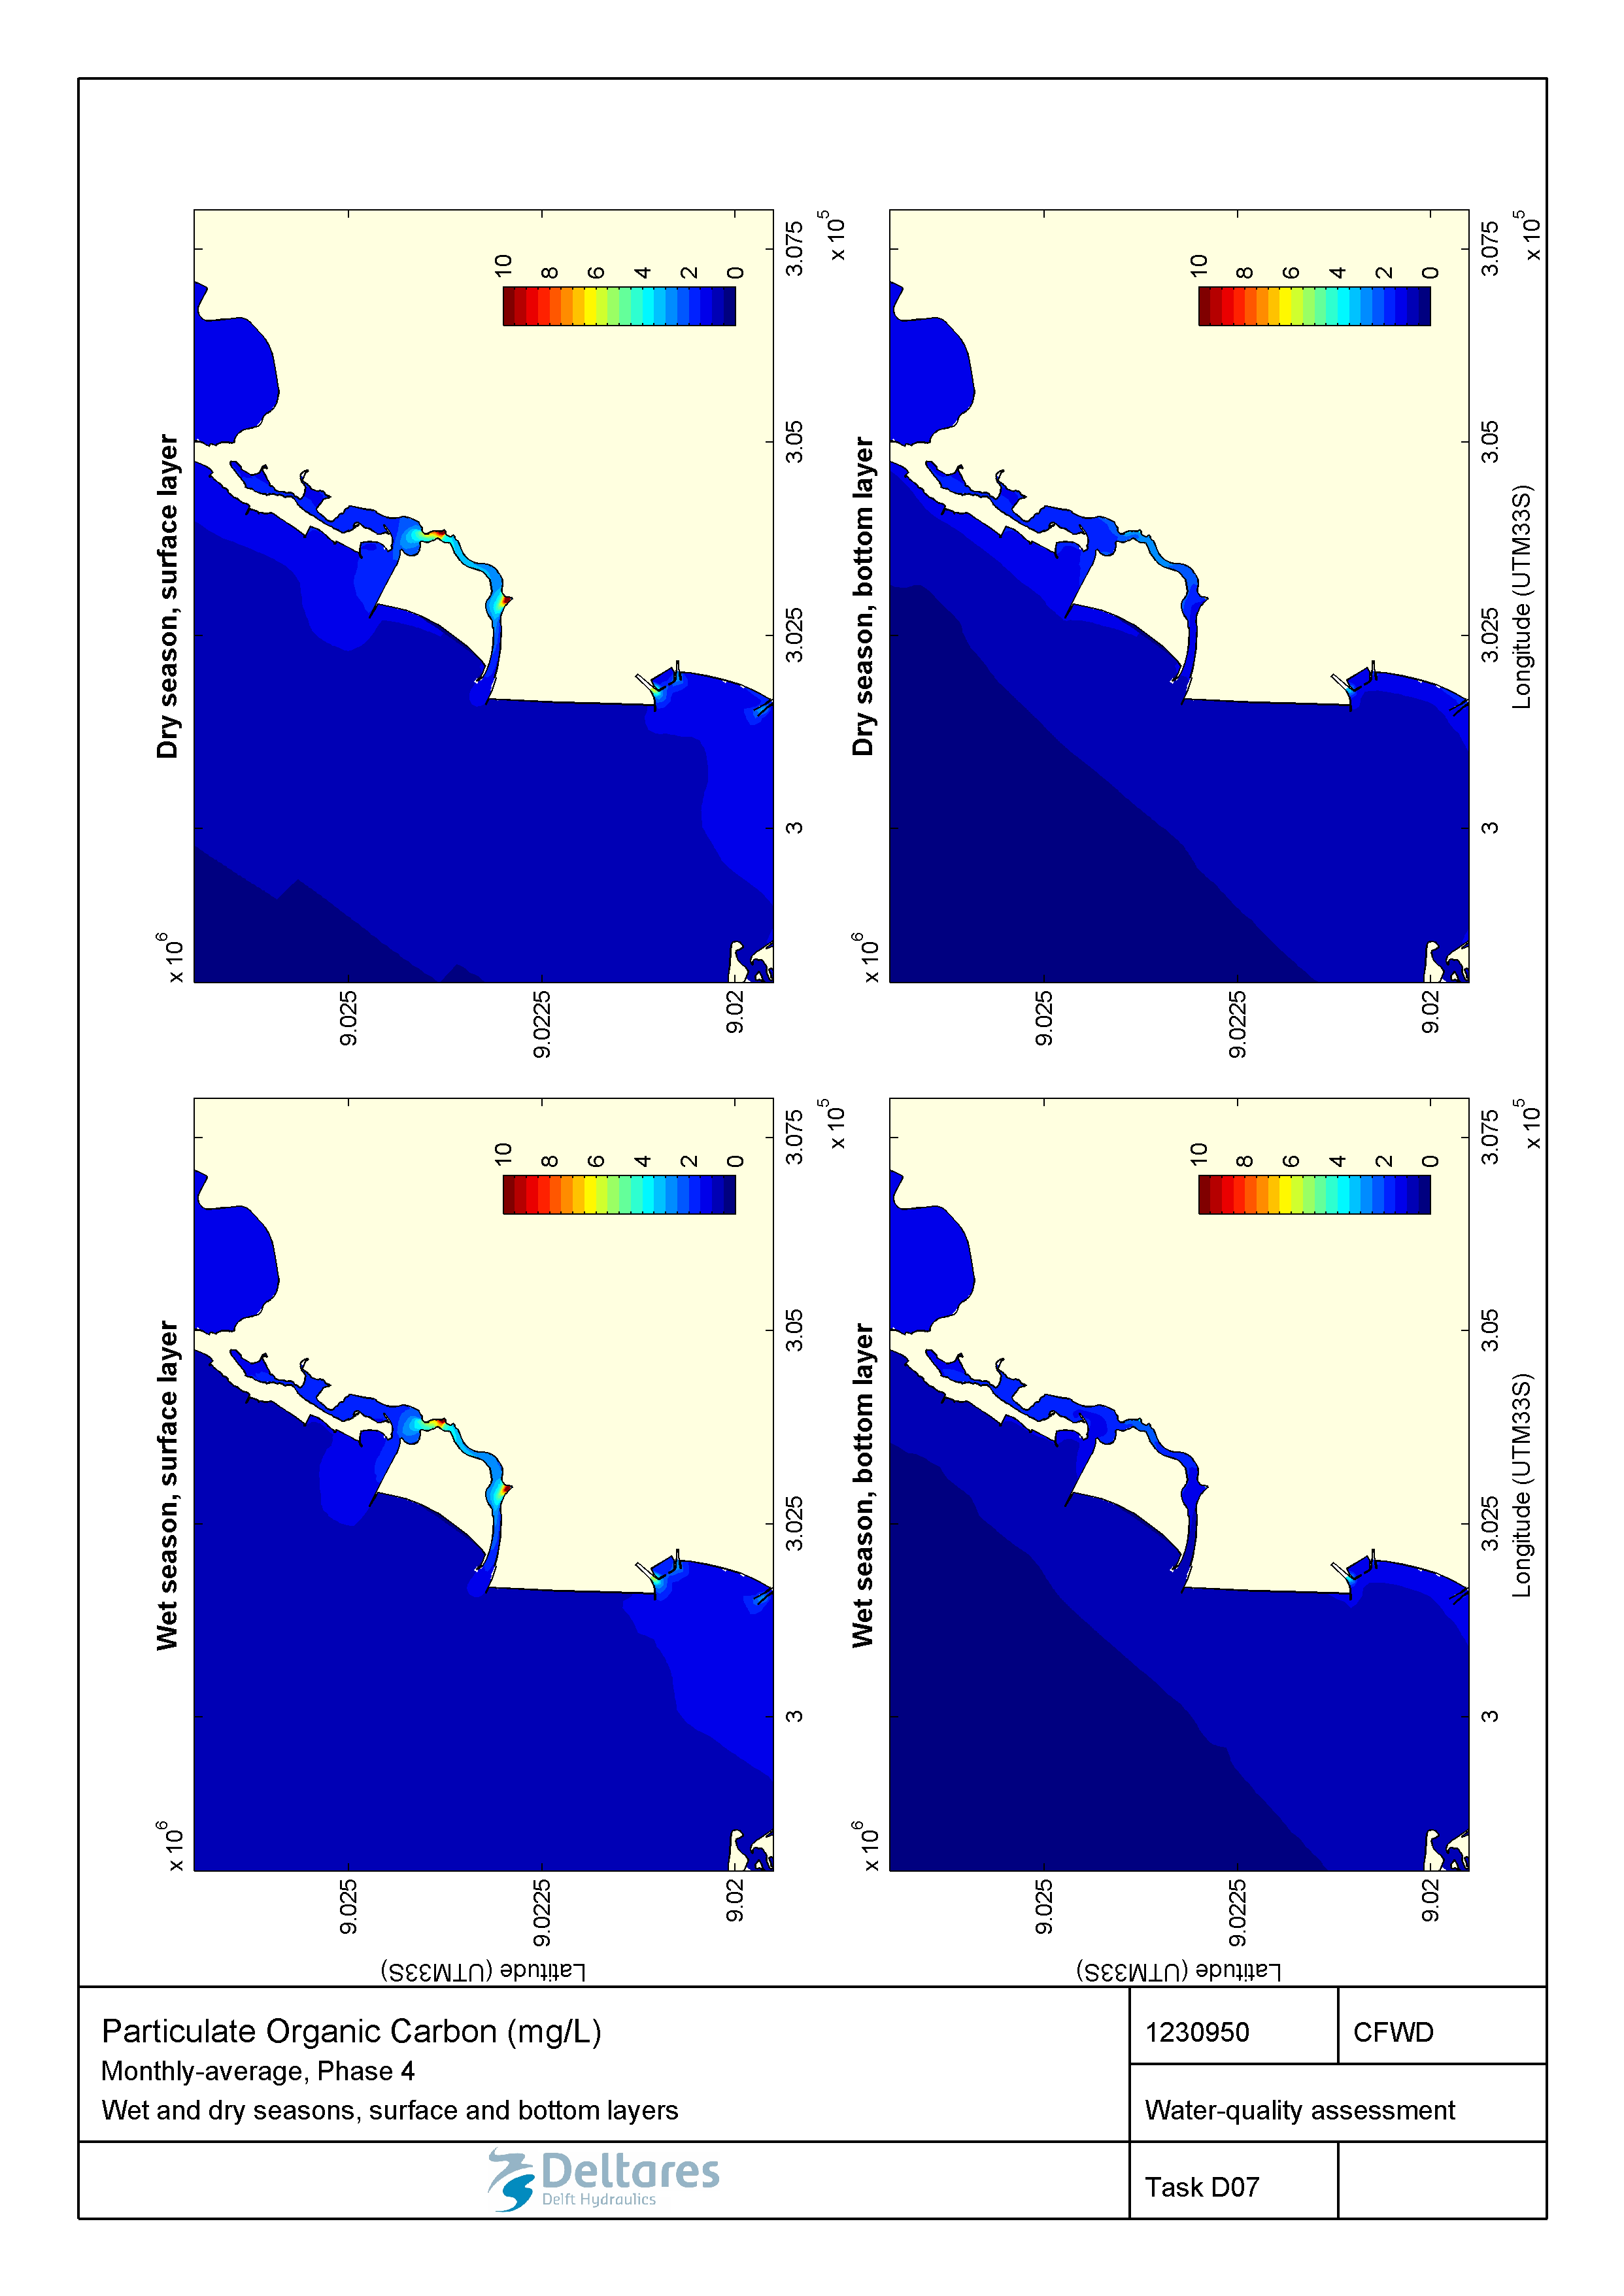 Wet season, surface layer
x 10^6
9.025
9.0225
9.02
Latitude (UTM33S)
3
3.025
3.05
3.075
x 10^5
10
8
6
4
2
0
Dry season, surface layer
x 10^6
9.025
9.0225
9.02
3
3.025
3.05
3.075
x 10^5
10
8
6
4
2
0
Wet season, bottom layer
x 10^6
9.025
9.0225
9.02
Latitude (UTM33S)
3
3.025
3.05
3.075
x 10^5
Longitude (UTM33S)
10
8
6
4
2
0
Dry season, bottom layer
x 10^6
9.025
9.0225
9.02
3
3.025
3.05
3.075
x 10^5
Longitude (UTM33S)
10
8
6
4
2
0
Particulate Organic Carbon (mg/L)
Monthly-average, Phase 4
Wet and dry seasons, surface and bottom layers
1230950
CFWD
Water-quality assessment
Deltares
Delft Hydraulics
Task D07